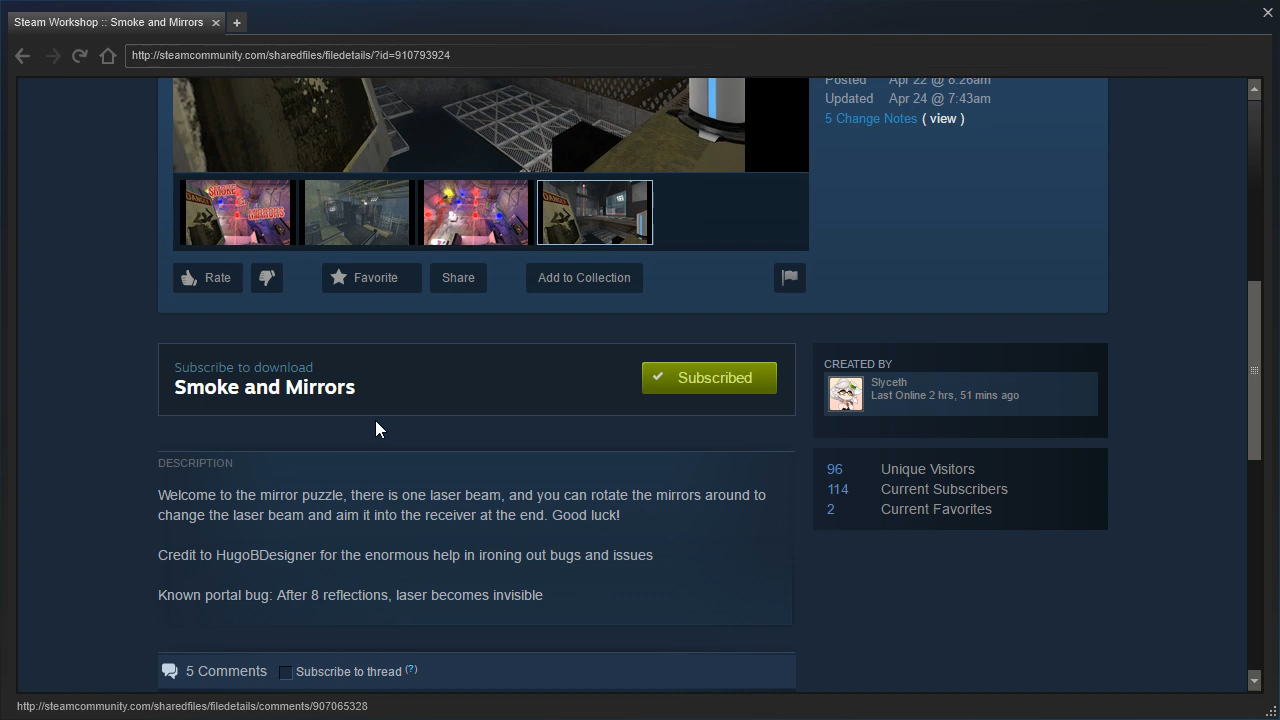 Steam Workshop :: Smoke and Mirrors
http://steamcommunity.com/sharedfiles/filedetails/?id=910793924
Posted Apr 22 @ 8:26am
Updated Apr 24 @ 7:43am
5 Change Notes ( view )
DANGER SMOKE & MIRRORS
Rate
Favorite
Share
Add to Collection
Subscribe to download
Smoke and Mirrors
Subscribed
CREATED BY
Slyceth
Last Online 2 hrs, 51 mins ago
96 Unique Visitors
114 Current Subscribers
2 Current Favorites
DESCRIPTION
Welcome to the mirror puzzle, there is one laser beam, and you can rotate the mirrors around to
change the laser beam and aim it into the receiver at the end. Good luck!
Credit to HugoBDesigner for the enormous help in ironing out bugs and issues
Known portal bug: After 8 reflections, laser becomes invisible
5 Comments Subscribe to thread (?)
http://steamcommunity.com/sharedfiles/filedetails/comments/907065328